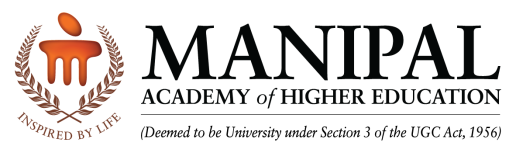 INSPIRED BY LIFE
MANIPAL
ACADEMY of HIGHER EDUCATION
(Deemed to be University under Section 3 of the UGC Act, 1956)